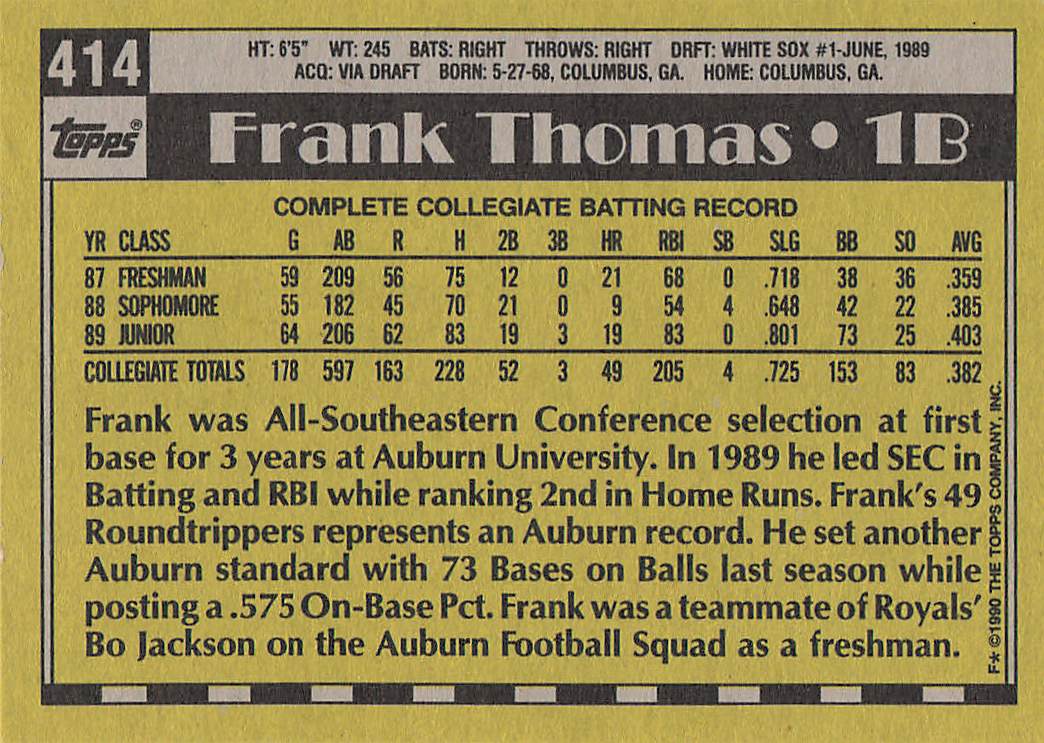 414
HT: 6'5" WT: 245 BATS: RIGHT THROWS: RIGHT DRFT: WHITE SOX #1-JUNE, 1989
ACQ: VIA DRAFT BORN: 5-27-68, COLUMBUS, GA. HOME: COLUMBUS, GA.
topps®
Frank Thomas • 1B
COMPLETE COLLEGIATE BATTING RECORD
YR CLASS G AB R H 2B 3B HR RBI SB SLG BB SO AVG
87 FRESHMAN 59 209 56 75 12 0 21 68 0 .718 38 36 .359
88 SOPHOMORE 55 182 45 70 21 0 9 54 4 .648 42 22 .385
89 JUNIOR 64 206 62 83 19 3 19 83 0 .801 73 25 .403
COLLEGIATE TOTALS 178 597 163 228 52 3 49 205 4 .725 153 83 .382
Frank was All-Southeastern Conference selection at first
base for 3 years at Auburn University. In 1989 he led SEC in
Batting and RBI while ranking 2nd in Home Runs. Frank's 49
Roundtrippers represents an Auburn record. He set another
Auburn standard with 73 Bases on Balls last season while
posting a .575 On-Base Pct. Frank was a teammate of Royals'
Bo Jackson on the Auburn Football Squad as a freshman.
F* ©1990 THE TOPPS COMPANY, INC.